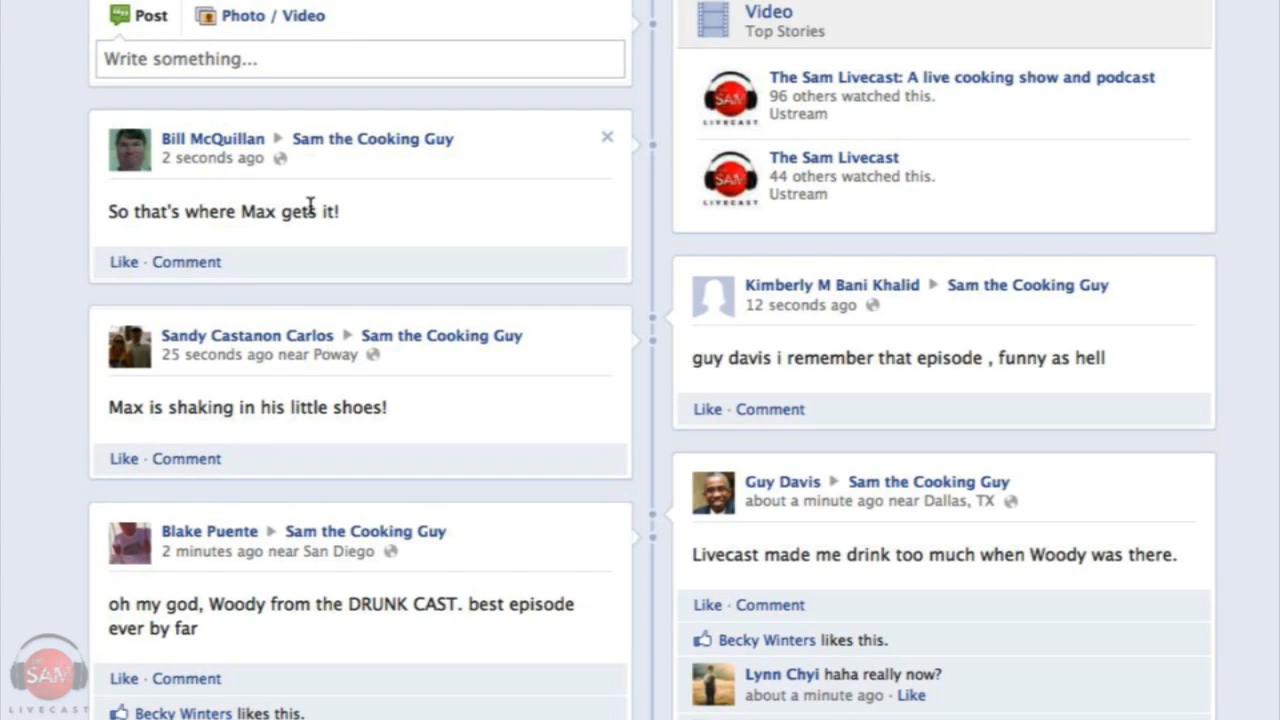 Post
Photo / Video
Write something...
Bill McQuillan Sam the Cooking Guy
2 seconds ago
So that's where Max gets it!
Like · Comment
Sandy Castanon Carlos Sam the Cooking Guy
25 seconds ago near Poway
Max is shaking in his little shoes!
Like · Comment
Blake Puente Sam the Cooking Guy
2 minutes ago near San Diego
oh my god, Woody from the DRUNK CAST. best episode
ever by far
Like · Comment
Becky Winters likes this.
Video
Top Stories
SAM
LIVECAST
The Sam Livecast: A live cooking show and podcast
96 others watched this.
Ustream
SAM
LIVECAST
The Sam Livecast
44 others watched this.
Ustream
Kimberly M Bani Khalid Sam the Cooking Guy
12 seconds ago
guy davis i remember that episode , funny as hell
Like · Comment
Guy Davis Sam the Cooking Guy
about a minute ago near Dallas, TX
Livecast made me drink too much when Woody was there.
Like · Comment
Becky Winters likes this.
Lynn Chyi haha really now?
about a minute ago · Like
SAM
LIVECAST